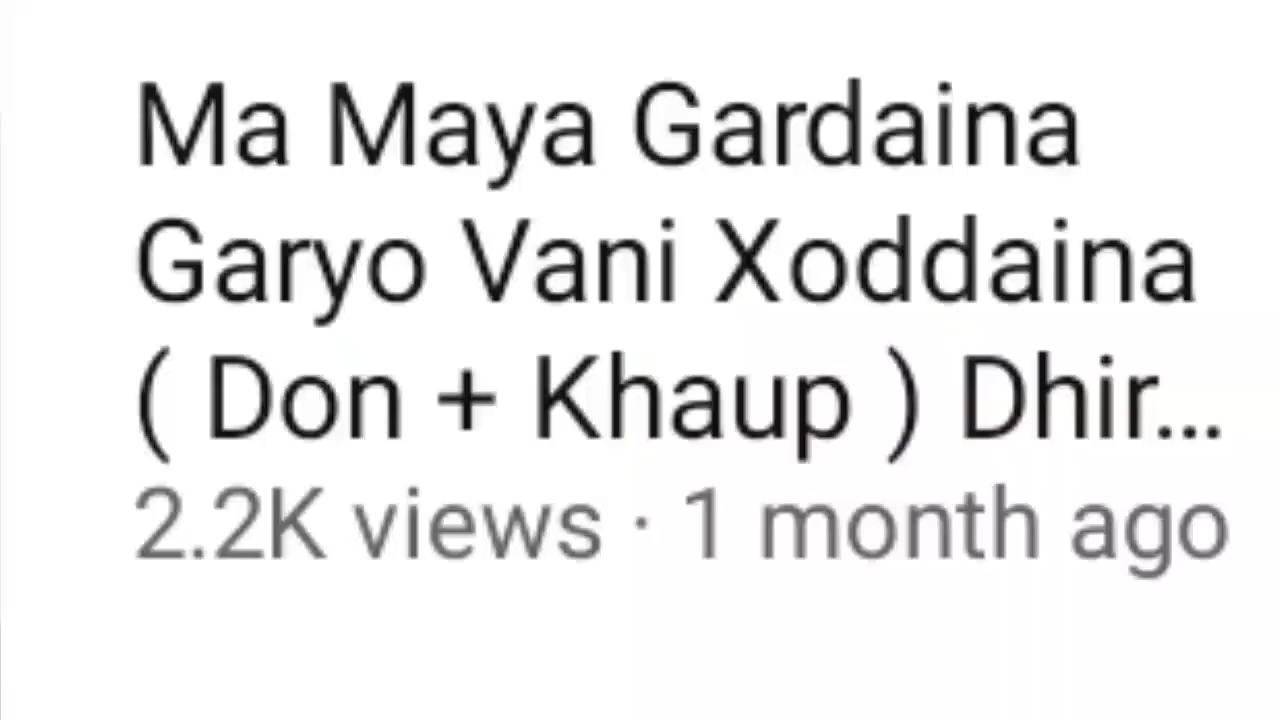 Ma Maya Gardaina
Garyo Vani Xoddaina
( Don + Khaup ) Dhir...
2.2K views · 1 month ago